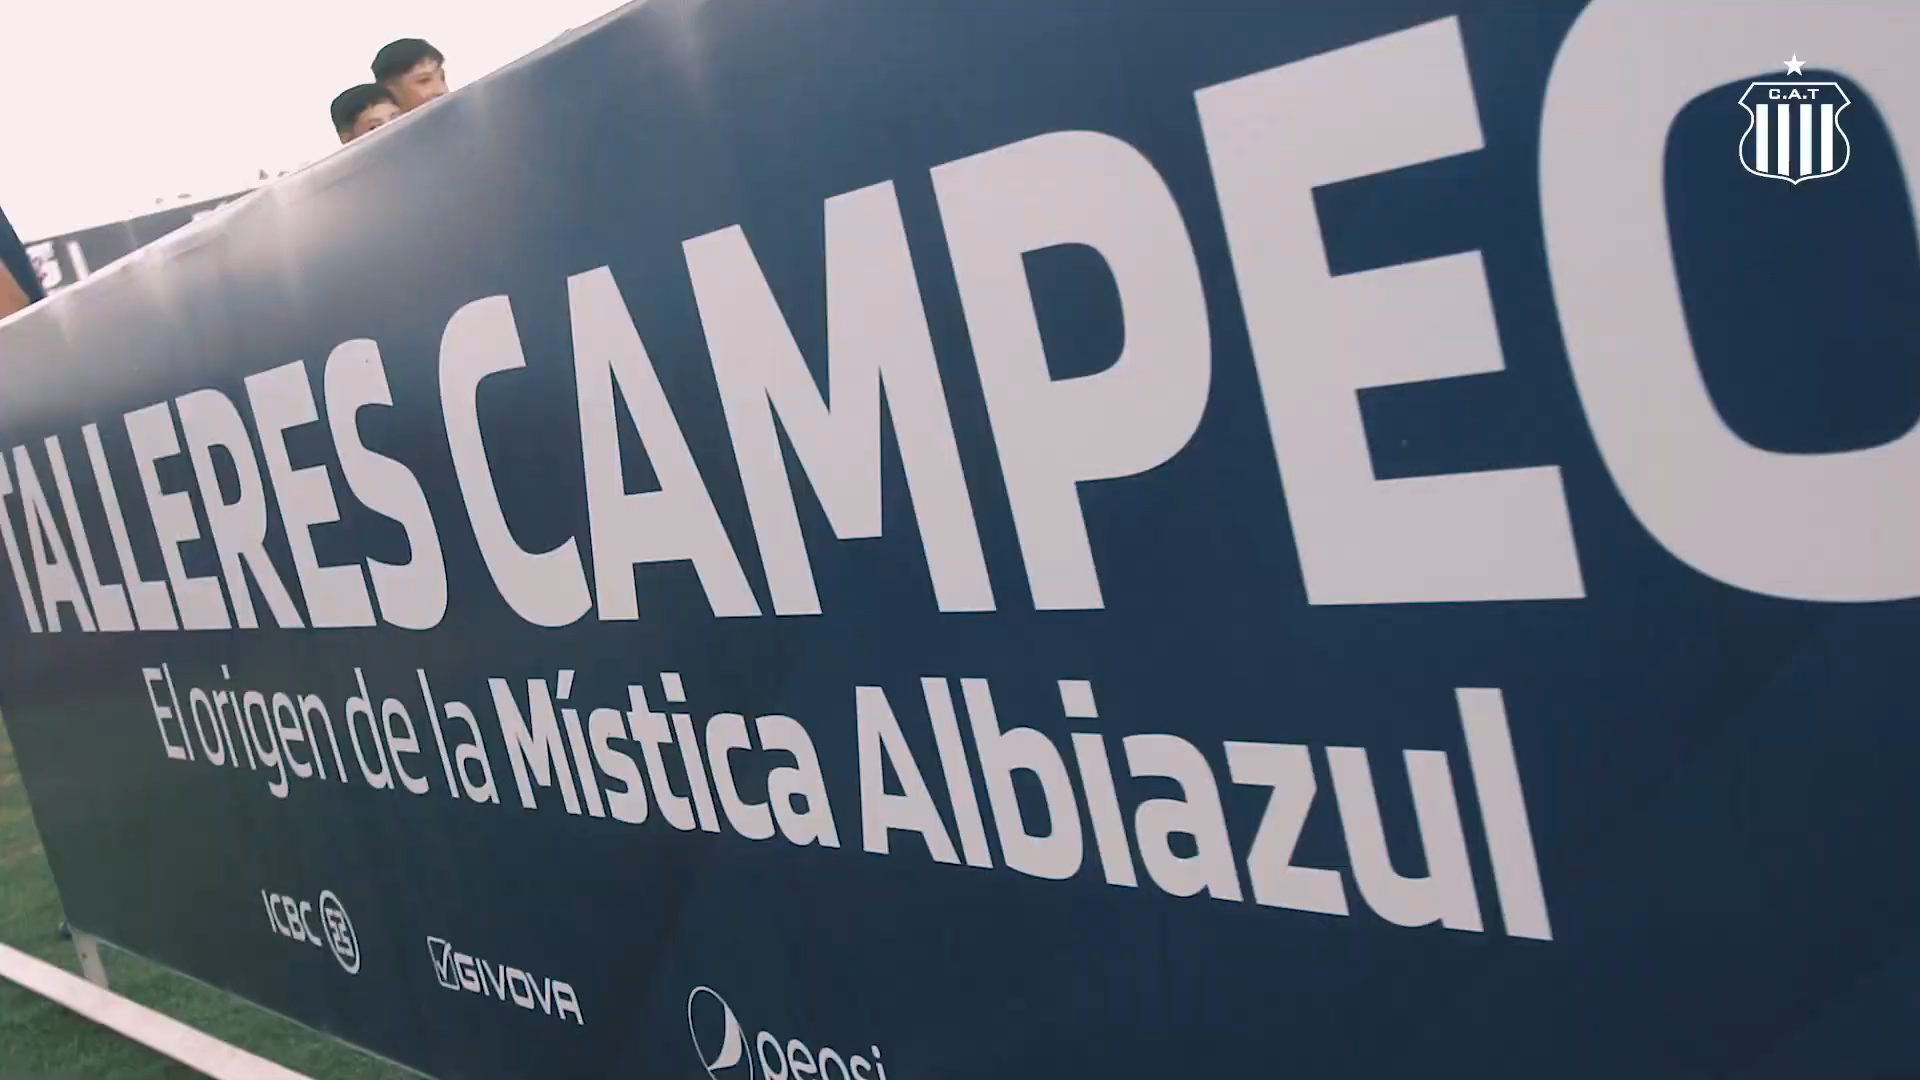 C.A.T
TALLERES CAMPEO
El origen de la Mística Albiazul
ICBC
GIVOVA
pepsi